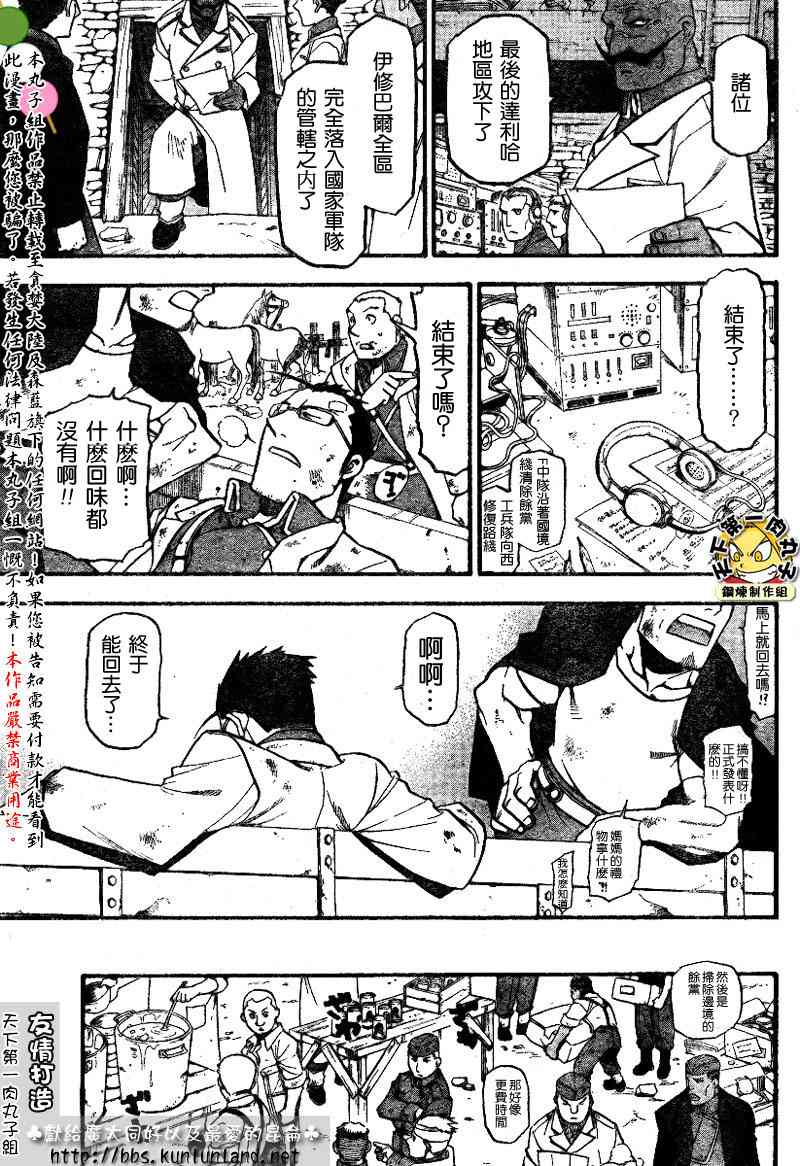 諸位
最後的達利哈
地區攻下了
伊修巴爾全區
完全落入國家軍隊
的管轄之內了
結束了……?
F中隊沿著國境
綫清除餘黨
工兵隊向西
修復路綫
結束了嗎?
什麼啊…
什麼回味都
沒有啊!!
馬上就回去嗎!?
搞不懂呀!!
正式發表什
麼的!!
媽媽的禮
物拿什麼?!
我怎麼知道
啊啊…
終于
能回去了…
然後是
掃除邊境的
餘黨
那好像
更費時間
本丸子組作品禁止轉載至貪婪大陸及森藍旗下的任何網站!如果您被告知需要付款才能看到
此漫畫,那麼您被騙了。若發生任何法律問題本丸子組一慨不負責!本作品嚴禁商業用途。
天下第一肉丸子
鋼煉制作組
友情打造
天下第一肉丸子組
♣獻給廣大同好以及最愛的昆侖♣
http://bbs.kunlunland.net